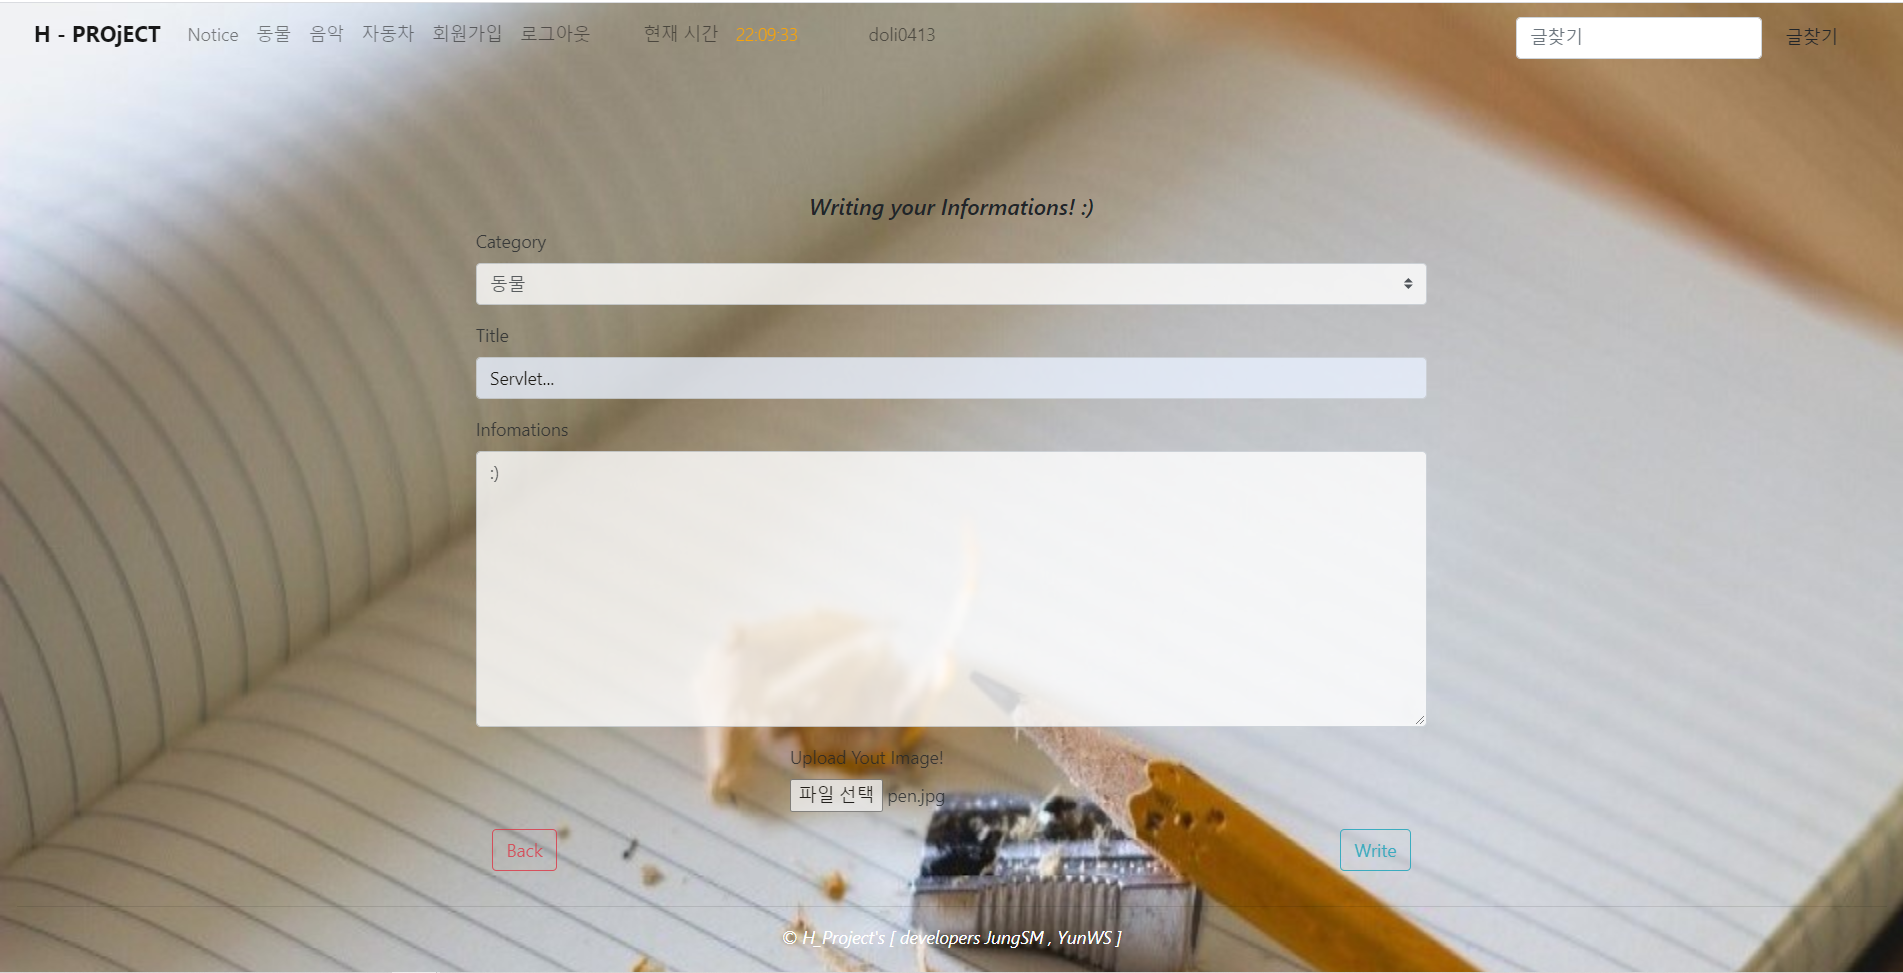 H - PROjECT Notice 동물 음악 자동차 회원가입 로그아웃 현재 시간 22:09:33 doli0413 글찾기 글찾기
Writing your Informations! :)
Category
동물
Title
Servlet...
Infomations
:)
Upload Yout Image!
파일 선택 pen.jpg
Back Write
© H_Project's [ developers JungSM , YunWS ]